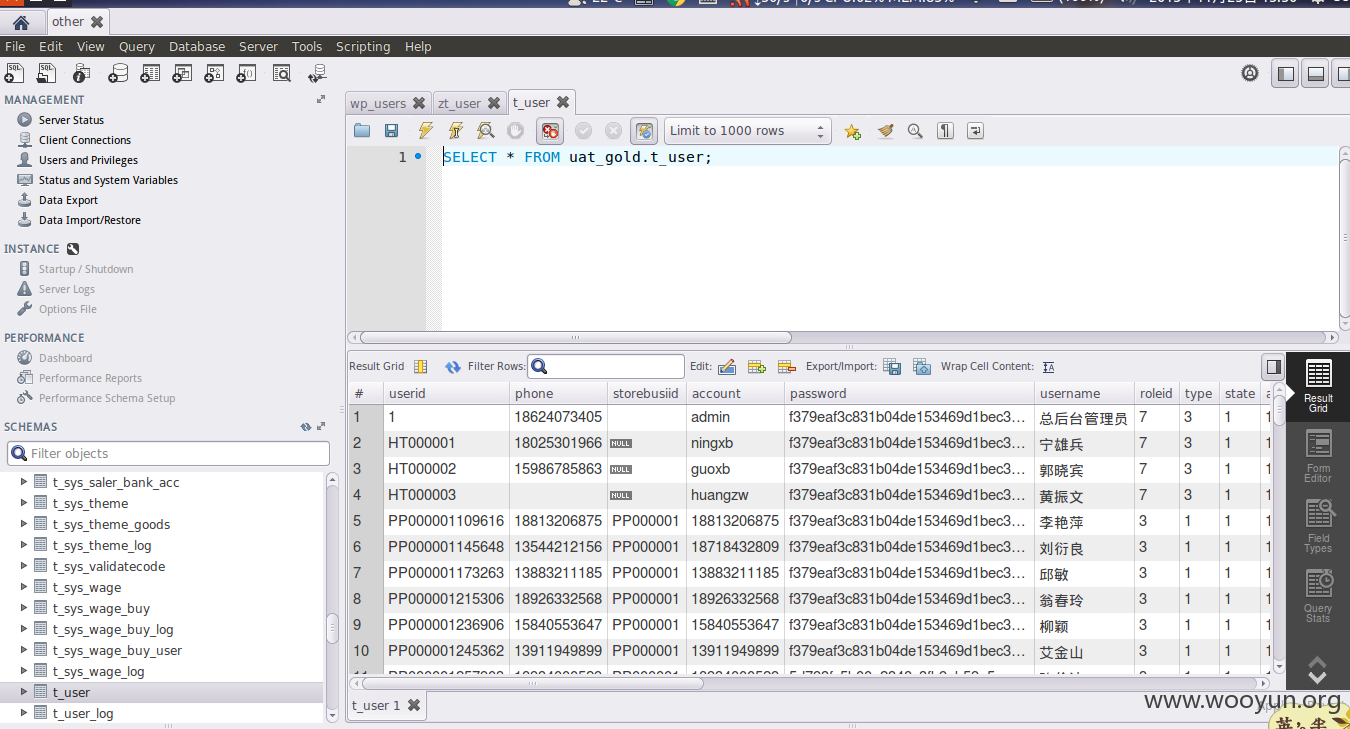 other
File Edit View Query Database Server Tools Scripting Help
MANAGEMENT
Server Status
Client Connections
Users and Privileges
Status and System Variables
Data Export
Data Import/Restore
INSTANCE
Startup / Shutdown
Server Logs
Options File
PERFORMANCE
Dashboard
Performance Reports
Performance Schema Setup
SCHEMAS
Filter objects
t_sys_saler_bank_acc
t_sys_theme
t_sys_theme_goods
t_sys_theme_log
t_sys_validatecode
t_sys_wage
t_sys_wage_buy
t_sys_wage_buy_log
t_sys_wage_buy_user
t_sys_wage_log
t_user
t_user_log
wp_users zt_user t_user
Limit to 1000 rows
1 SELECT * FROM uat_gold.t_user;
Result Grid Filter Rows: Edit: Export/Import: Wrap Cell Content:
# userid phone storebusiid account password username roleid type state
1 1 18624073405 admin f379eaf3c831b04de153469d1bec3... 总后台管理员 7 3 1
2 HT000001 18025301966 NULL ningxb f379eaf3c831b04de153469d1bec3... 宁雄兵 7 3 1
3 HT000002 15986785863 NULL guoxb f379eaf3c831b04de153469d1bec3... 郭晓宾 7 3 1
4 HT000003 NULL huangzw f379eaf3c831b04de153469d1bec3... 黄振文 7 3 1
5 PP000001109616 18813206875 PP000001 18813206875 f379eaf3c831b04de153469d1bec3... 李艳萍 3 1 1
6 PP000001145648 13544212156 PP000001 18718432809 f379eaf3c831b04de153469d1bec3... 刘衍良 3 1 1
7 PP000001173263 13883211185 PP000001 13883211185 f379eaf3c831b04de153469d1bec3... 邱敏 3 1 1
8 PP000001215306 18926332568 PP000001 18926332568 f379eaf3c831b04de153469d1bec3... 翁春玲 3 1 1
9 PP000001236906 15840553647 PP000001 15840553647 f379eaf3c831b04de153469d1bec3... 柳颖 3 1 1
10 PP000001245362 13911949899 PP000001 13911949899 f379eaf3c831b04de153469d1bec3... 艾金山 3 1 1
Result Grid
Form Editor
Field Types
Query Stats
t_user 1
www.wooyun.org